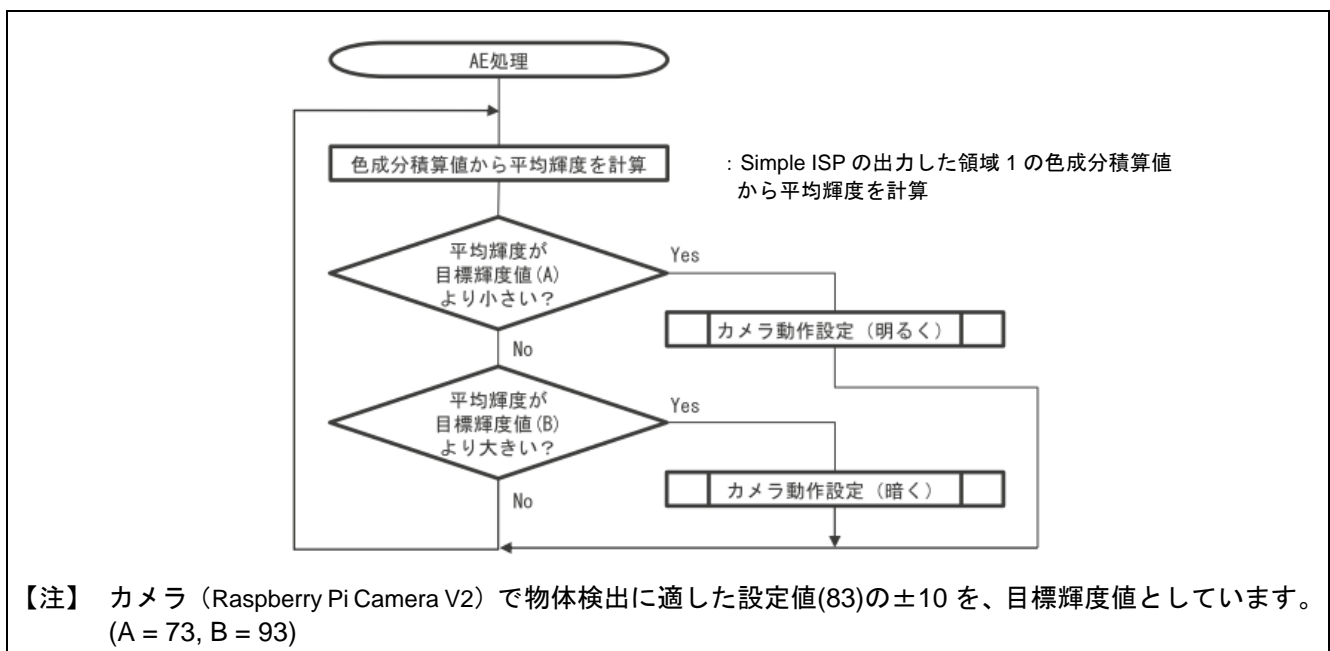 AE処理
色成分積算値から平均輝度を計算
：Simple ISP の出力した領域 1 の色成分積算値
から平均輝度を計算
平均輝度が
目標輝度値(A)
より小さい？
Yes
カメラ動作設定（明るく）
No
平均輝度が
目標輝度値(B)
より大きい？
Yes
カメラ動作設定（暗く）
No
【注】 カメラ（Raspberry Pi Camera V2）で物体検出に適した設定値(83)の±10 を、目標輝度値としています。
(A = 73, B = 93)